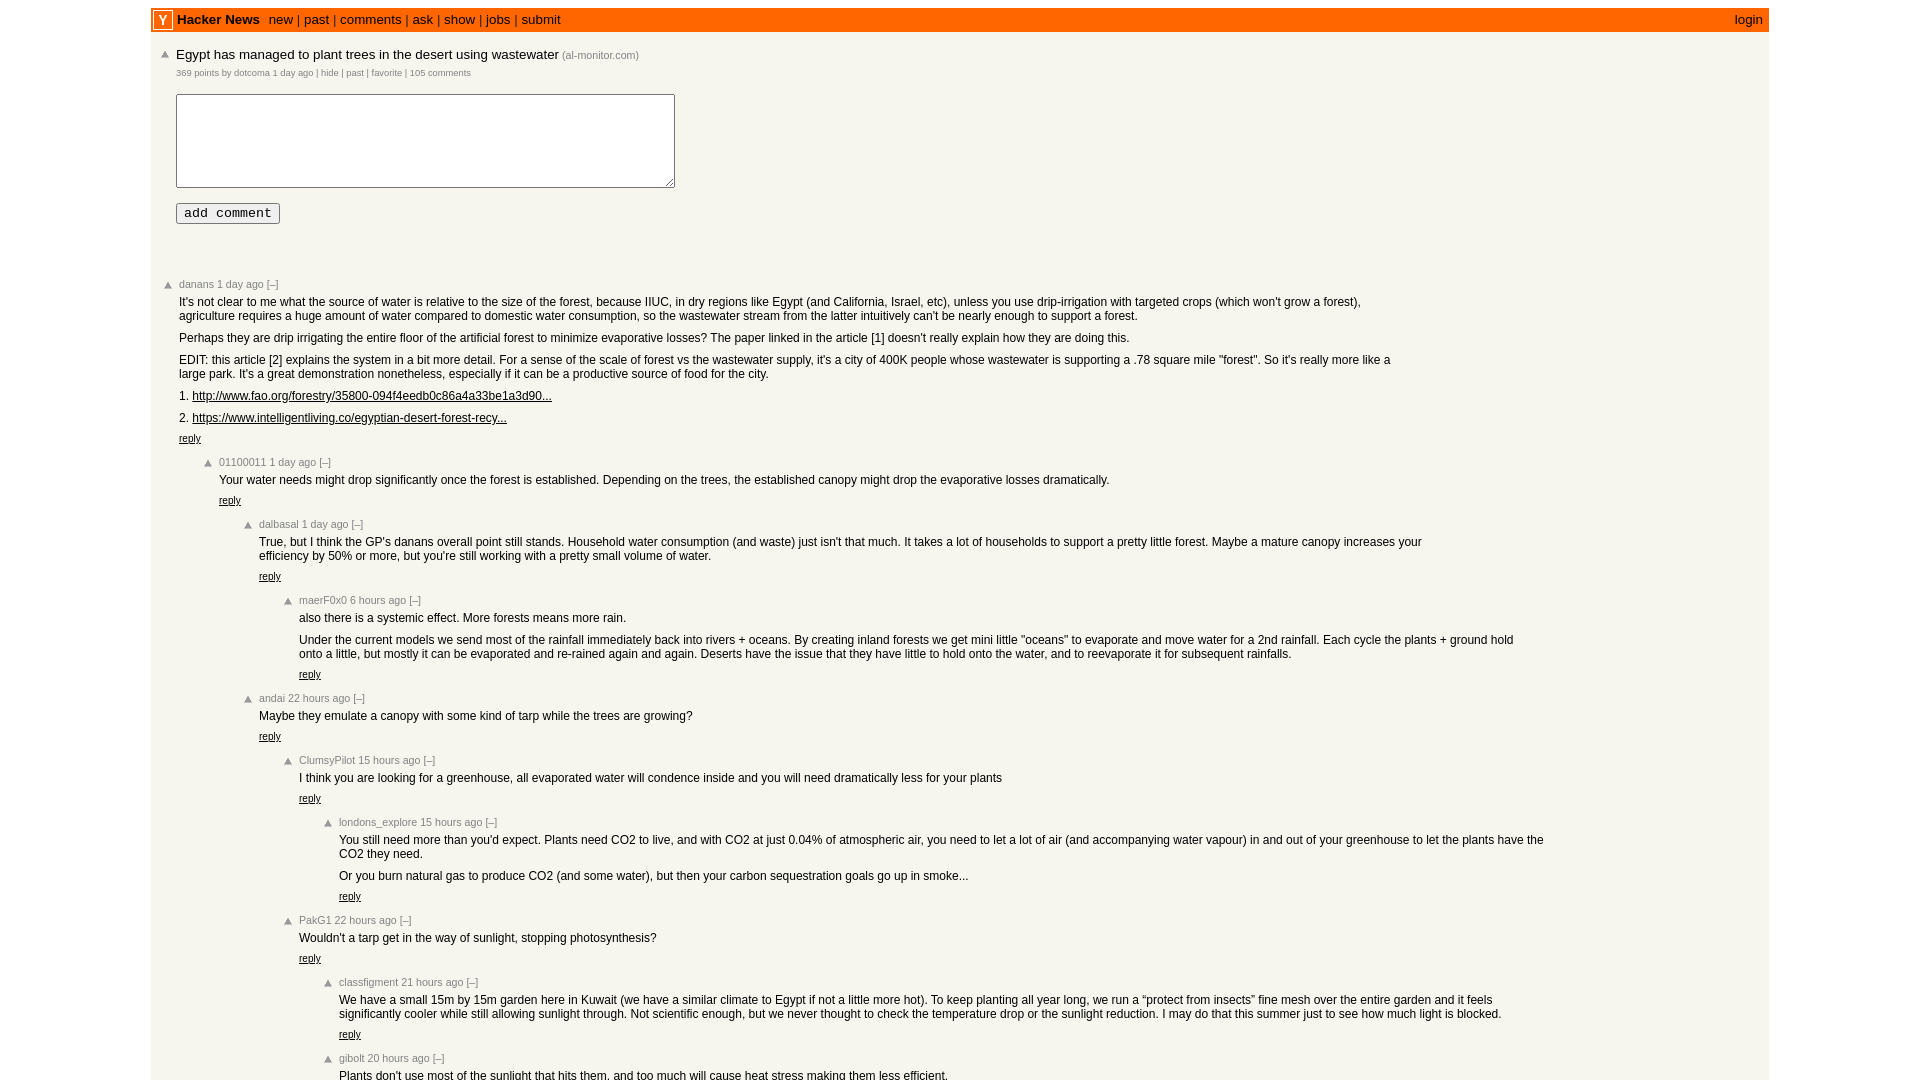 Y Hacker News new | past | comments | ask | show | jobs | submit login
Egypt has managed to plant trees in the desert using wastewater (al-monitor.com)
369 points by dotcoma 1 day ago | hide | past | favorite | 105 comments
add comment
danans 1 day ago [–]
It's not clear to me what the source of water is relative to the size of the forest, because IIUC, in dry regions like Egypt (and California, Israel, etc), unless you use drip-irrigation with targeted crops (which won't grow a forest),
agriculture requires a huge amount of water compared to domestic water consumption, so the wastewater stream from the latter intuitively can't be nearly enough to support a forest.
Perhaps they are drip irrigating the entire floor of the artificial forest to minimize evaporative losses? The paper linked in the article [1] doesn't really explain how they are doing this.
EDIT: this article [2] explains the system in a bit more detail. For a sense of the scale of forest vs the wastewater supply, it's a city of 400K people whose wastewater is supporting a .78 square mile "forest". So it's really more like a
large park. It's a great demonstration nonetheless, especially if it can be a productive source of food for the city.
1. http://www.fao.org/forestry/35800-094f4eedb0c86a4a33be1a3d90...
2. https://www.intelligentliving.co/egyptian-desert-forest-recy...
reply
01100011 1 day ago [–]
Your water needs might drop significantly once the forest is established. Depending on the trees, the established canopy might drop the evaporative losses dramatically.
reply
dalbasal 1 day ago [–]
True, but I think the GP's danans overall point still stands. Household water consumption (and waste) just isn't that much. It takes a lot of households to support a pretty little forest. Maybe a mature canopy increases your
efficiency by 50% or more, but you're still working with a pretty small volume of water.
reply
maerF0x0 6 hours ago [–]
also there is a systemic effect. More forests means more rain.
Under the current models we send most of the rainfall immediately back into rivers + oceans. By creating inland forests we get mini little "oceans" to evaporate and move water for a 2nd rainfall. Each cycle the plants + ground hold
onto a little, but mostly it can be evaporated and re-rained again and again. Deserts have the issue that they have little to hold onto the water, and to reevaporate it for subsequent rainfalls.
reply
andai 22 hours ago [–]
Maybe they emulate a canopy with some kind of tarp while the trees are growing?
reply
ClumsyPilot 15 hours ago [–]
I think you are looking for a greenhouse, all evaporated water will condence inside and you will need dramatically less for your plants
reply
londons_explore 15 hours ago [–]
You still need more than you'd expect. Plants need CO2 to live, and with CO2 at just 0.04% of atmospheric air, you need to let a lot of air (and accompanying water vapour) in and out of your greenhouse to let the plants have the
CO2 they need.
Or you burn natural gas to produce CO2 (and some water), but then your carbon sequestration goals go up in smoke...
reply
PakG1 22 hours ago [–]
Wouldn't a tarp get in the way of sunlight, stopping photosynthesis?
reply
classfigment 21 hours ago [–]
We have a small 15m by 15m garden here in Kuwait (we have a similar climate to Egypt if not a little more hot). To keep planting all year long, we run a “protect from insects” fine mesh over the entire garden and it feels
significantly cooler while still allowing sunlight through. Not scientific enough, but we never thought to check the temperature drop or the sunlight reduction. I may do that this summer just to see how much light is blocked.
reply
gibolt 20 hours ago [–]
Plants don't use most of the sunlight that hits them, and too much will cause heat stress making them less efficient.